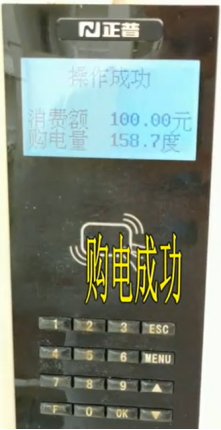 正普
操作成功
消费额 100.00元
购电量 158.7度
购电成功
1 2 3 ESC
4 5 6 MENU
7 8 9 ▲
F 0 OK ▼